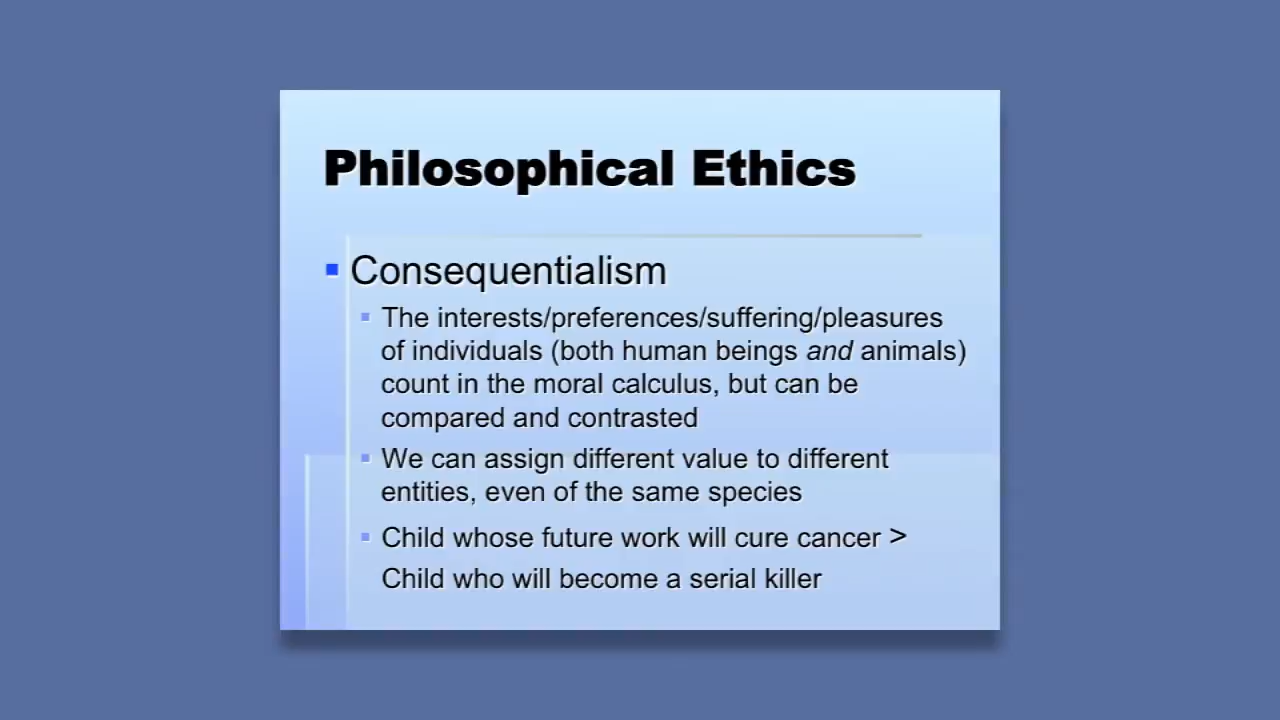 Philosophical Ethics
Consequentialism
The interests/preferences/suffering/pleasures
of individuals (both human beings and animals)
count in the moral calculus, but can be
compared and contrasted
We can assign different value to different
entities, even of the same species
Child whose future work will cure cancer >
Child who will become a serial killer